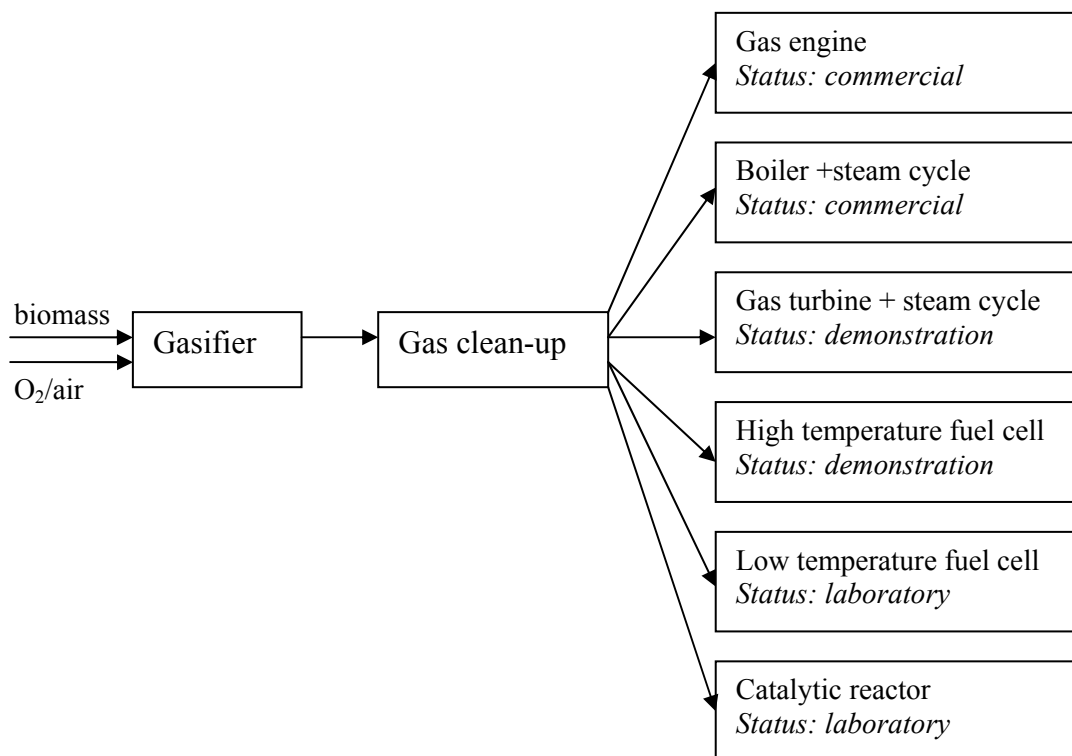 Gas engine
Status: commercial
Boiler +steam cycle
Status: commercial
Gas turbine + steam cycle
Status: demonstration
biomass
O₂/air
Gasifier
Gas clean-up
High temperature fuel cell
Status: demonstration
Low temperature fuel cell
Status: laboratory
Catalytic reactor
Status: laboratory